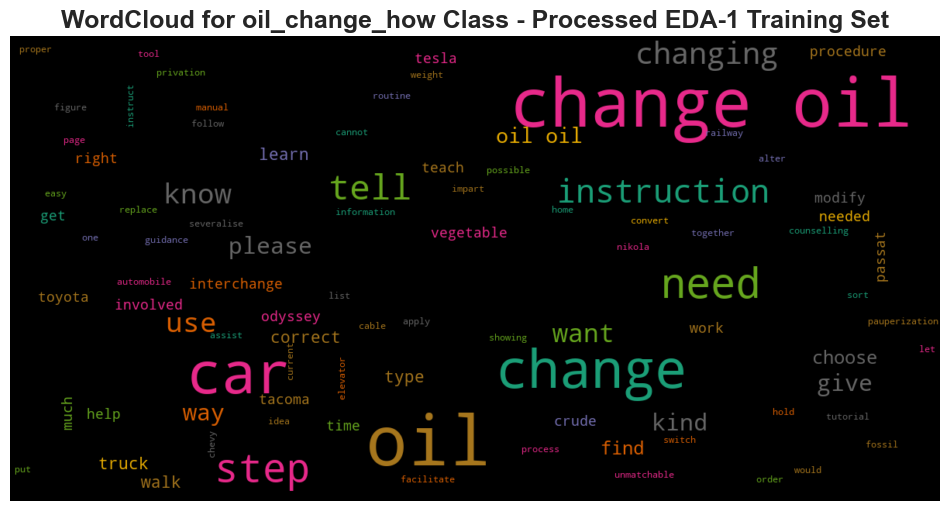 WordCloud for oil_change_how Class - Processed EDA-1 Training Set
proper
tool
privation
tesla
weight
changing
procedure
figure
instruct
manual
follow
routine
change oil
page
right
learn
cannot
oil oil
railway
alter
easy
know
tell
teach
impart
possible
instruction
modify
get
replace
severalise
information
home
convert
needed
one
guidance
please
vegetable
nikola
together
counselling
passat
automobile
interchange
need
sort
toyota
involved
odyssey
list
use
assist
correct
cable
apply
showing
want
work
pauperization
let
current
elevator
car
type
change
choose
give
much
help
way
tacoma
idea
time
crude
kind
hold
tutorial
chevy
oil
process
find
switch
fossil
put
truck
walk
step
facilitate
unmatchable
order
would